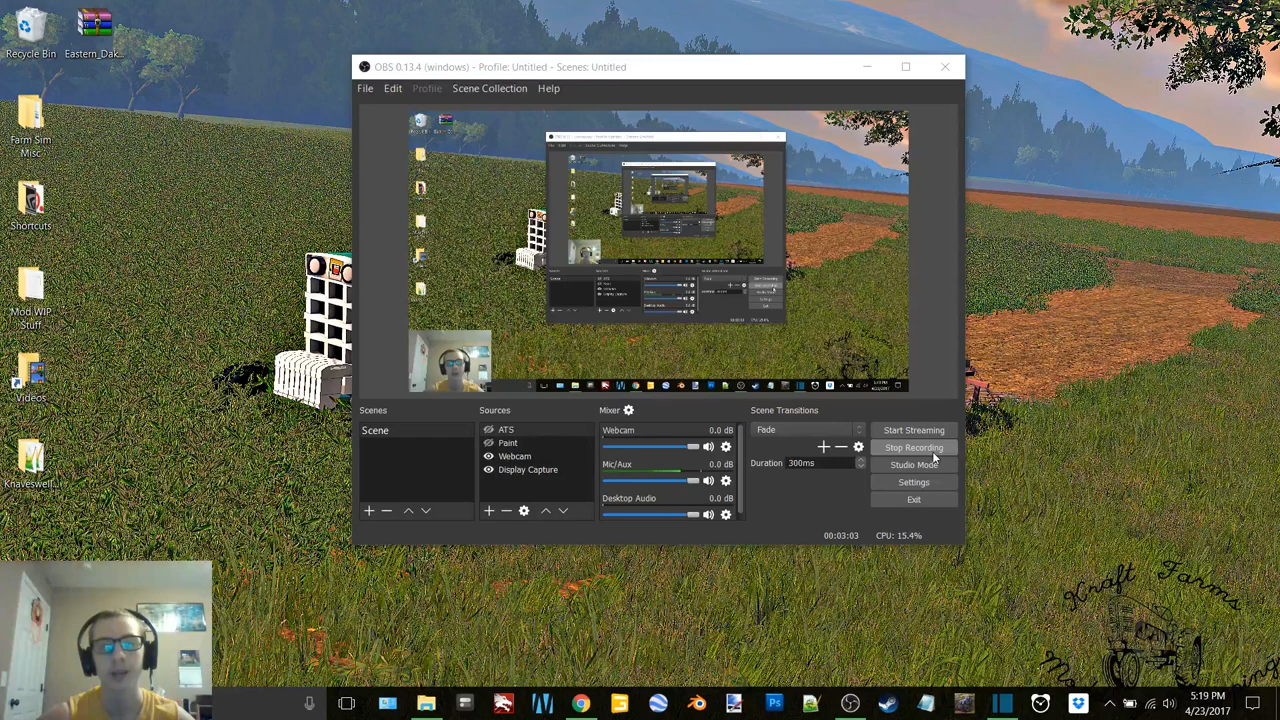 Recycle Bin
Eastern_Dak...
Farm Sim
Misc
Shortcuts
Mod WIP
Stuff
Videos
Knaveswell...
OBS 0.13.4 (windows) - Profile: Untitled - Scenes: Untitled
File Edit Profile Scene Collection Help
Scenes
Scene
Sources
ATS
Paint
Webcam
Display Capture
Mixer
Webcam 0.0 dB
Mic/Aux 0.0 dB
Desktop Audio 0.0 dB
Scene Transitions
Fade
Duration 300ms
Start Streaming
Stop Recording
Studio Mode
Settings
Exit
00:03:03 CPU: 15.4%
Kraft Farms
5:19 PM
4/23/2017